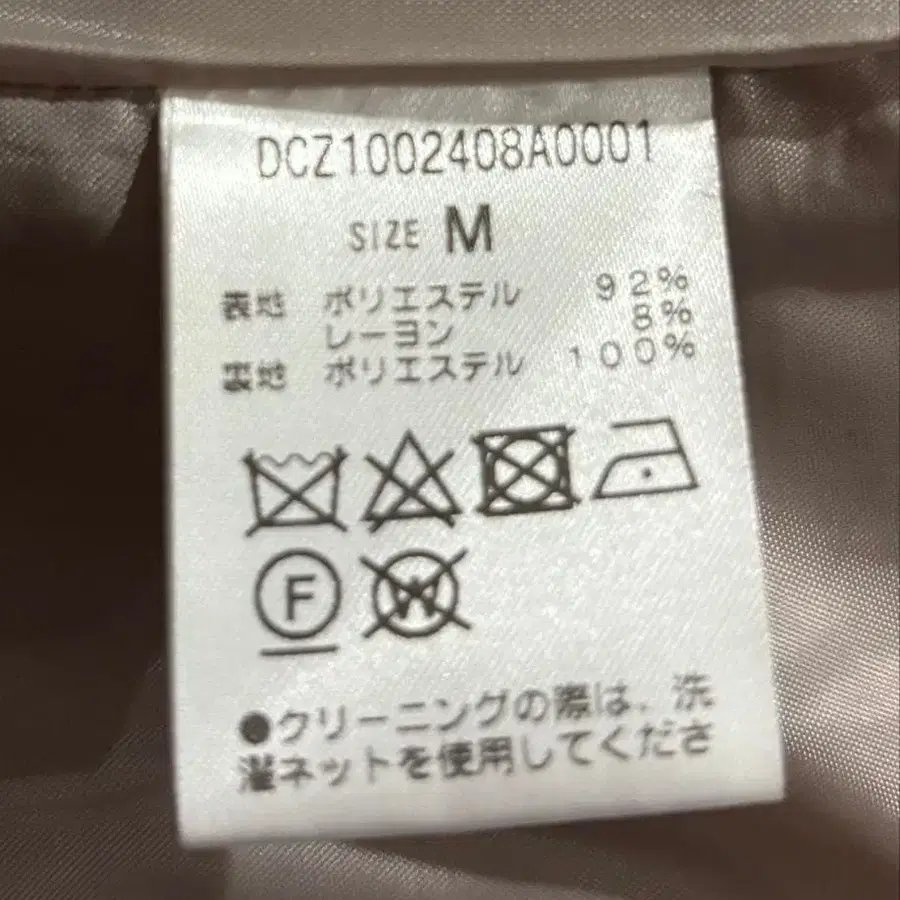 DCZ1002408A0001
SIZE M
表地 ポリエステル 92%
レーヨン 8%
裏地 ポリエステル 100%
F W
●クリーニングの際は、洗
濯ネットを使用してくださ